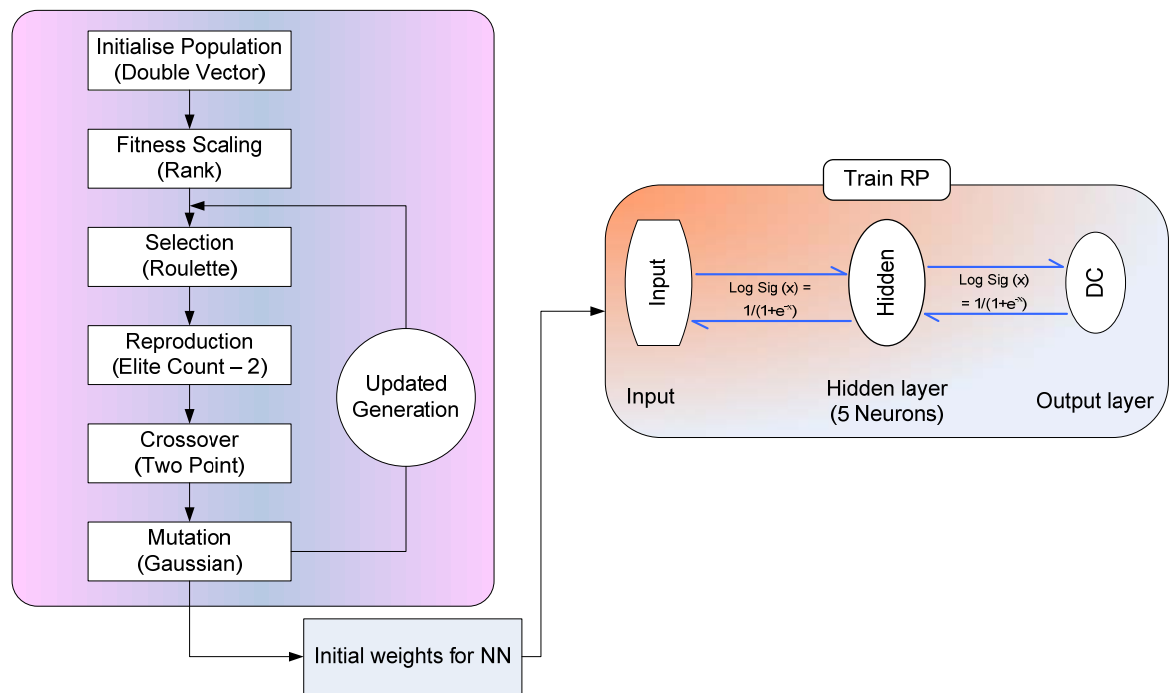 Initialise Population
(Double Vector)
Fitness Scaling
(Rank)
Selection
(Roulette)
Reproduction
(Elite Count – 2)
Crossover
(Two Point)
Mutation
(Gaussian)
Updated
Generation
Initial weights for NN
Train RP
Input
Log Sig (x) =
1/(1+e⁻ˣ)
Hidden
Log Sig (x)
= 1/(1+e⁻ˣ)
DC
Input
Hidden layer
(5 Neurons)
Output layer